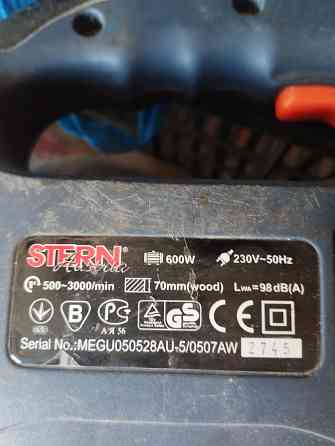 STERN®
Austria
600W 230V~50Hz
500~3000/min 70mm(wood) LWA=98dB(A)
B PC GS CE
AЯ 56
Serial No.:MEGU050528AU-5/0507AW 2745